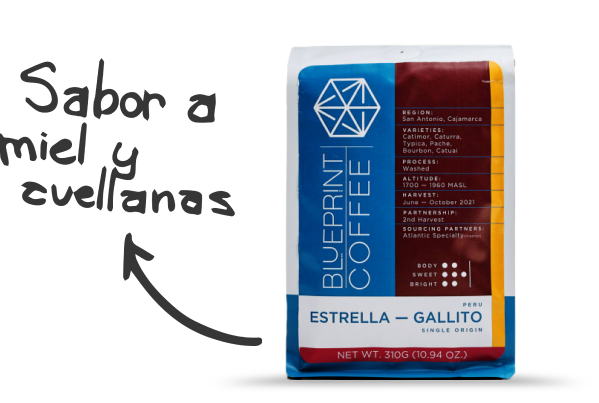 Sabor a
miel y
avellanas
BLUEPRINT
COFFEE
REGION:
San Antonio, Cajamarca
VARIETIES:
Catimor, Caturra,
Typica, Pache,
Bourbon, Catuai
PROCESS:
Washed
ALTITUDE:
1700 — 1960 MASL
HARVEST:
June — October 2021
PARTNERSHIP:
2nd Harvest
SOURCING PARTNERS:
Atlantic Specialty
BODY
SWEET
BRIGHT
PERU
ESTRELLA — GALLITO
SINGLE ORIGIN
NET WT. 310G (10.94 OZ.)